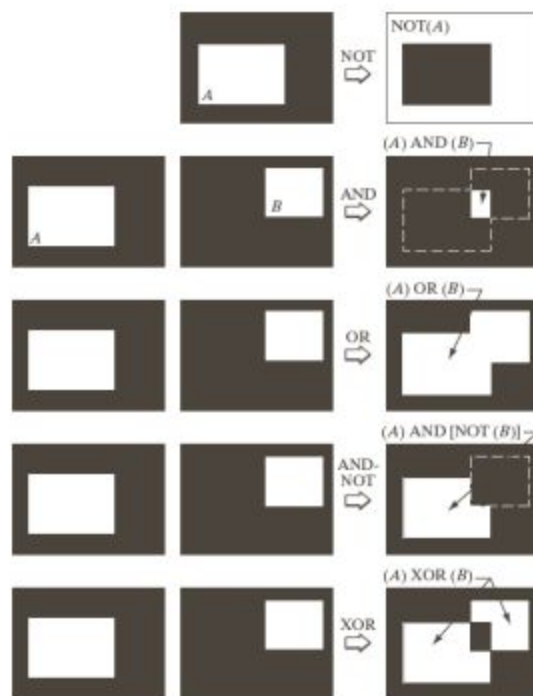 NOT(A)
NOT
A
(A) AND (B)
AND
A
B
(A) OR (B)
OR
(A) AND [NOT (B)]
AND-
NOT
(A) XOR (B)
XOR